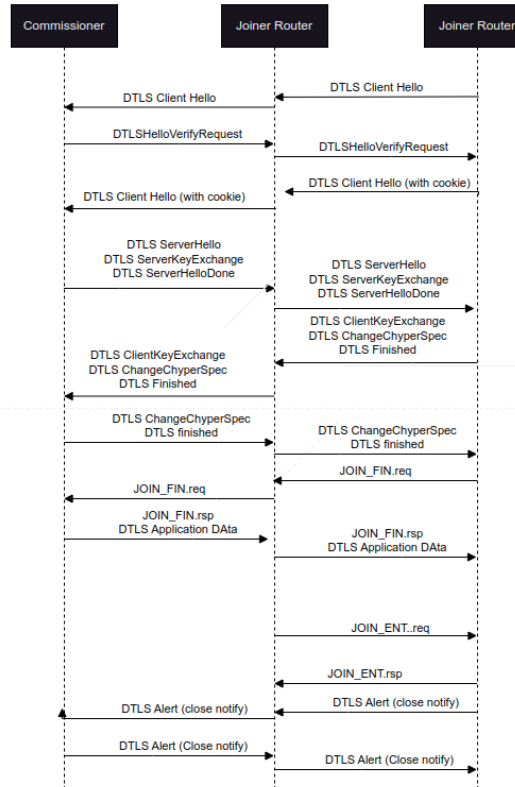 Commissioner
Joiner Router
Joiner Router
DTLS Client Hello
DTLS Client Hello
DTLSHelloVerifyRequest
DTLSHelloVerifyRequest
DTLS Client Hello (with cookie)
DTLS Client Hello (with cookie)
DTLS ServerHello
DTLS ServerKeyExchange
DTLS ServerHelloDone
DTLS ServerHello
DTLS ServerKeyExchange
DTLS ServerHelloDone
DTLS ClientKeyExchange
DTLS ChangeChyperSpec
DTLS Finished
DTLS ClientKeyExchange
DTLS ChangeChyperSpec
DTLS Finished
DTLS ChangeChyperSpec
DTLS finished
DTLS ChangeChyperSpec
DTLS finished
JOIN_FIN.req
JOIN_FIN.req
JOIN_FIN.rsp
DTLS Application DAta
JOIN_FIN.rsp
DTLS Application DAta
JOIN_ENT..req
JOIN_ENT.rsp
DTLS Alert (close notify)
DTLS Alert (close notify)
DTLS Alert (Close notify)
DTLS Alert (Close notify)